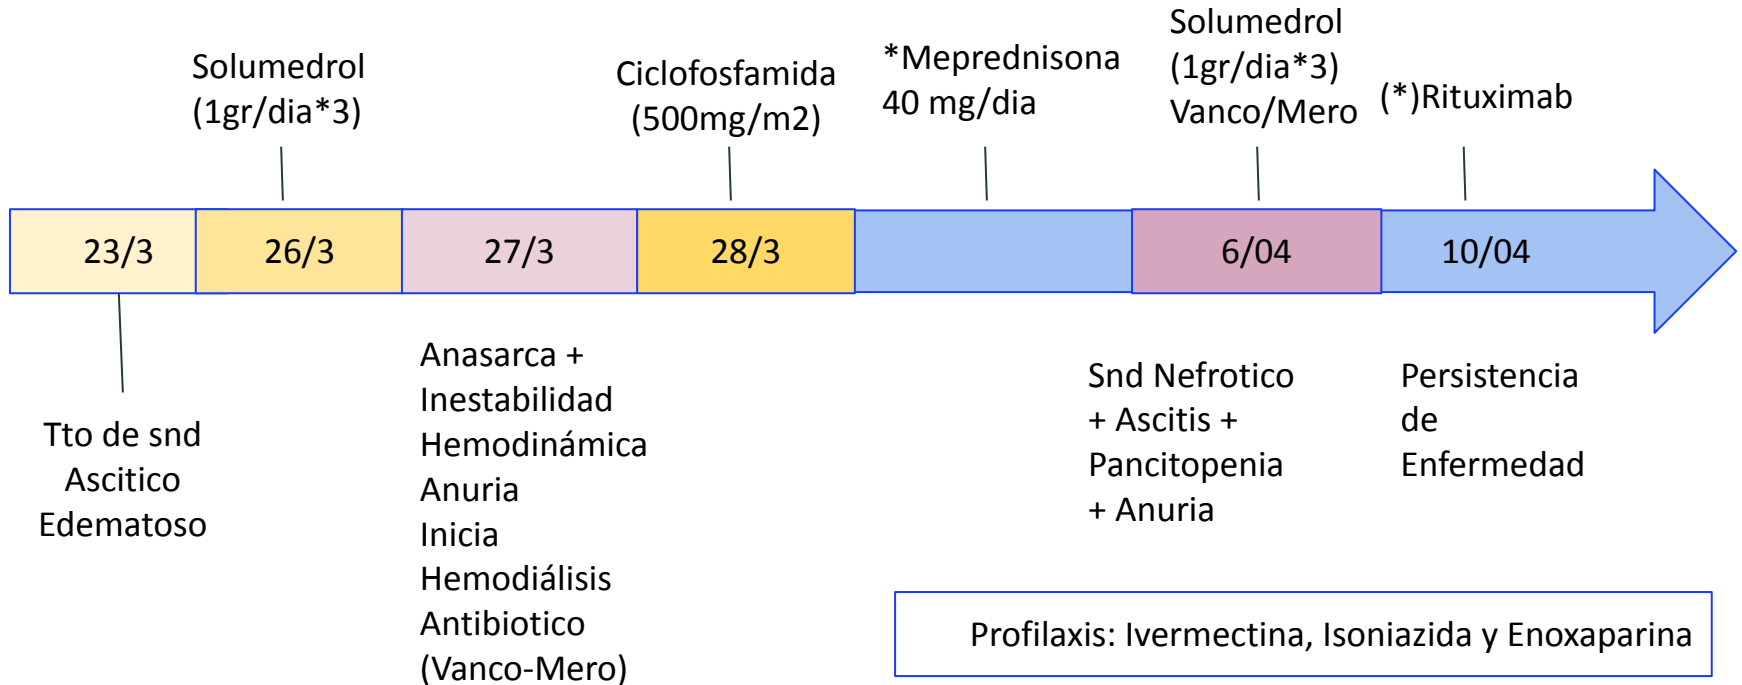 Solumedrol
(1gr/dia*3)
Ciclofosfamida
(500mg/m2)
*Meprednisona
40 mg/dia
Solumedrol
(1gr/dia*3)
Vanco/Mero
(*)Rituximab
23/3
26/3
27/3
28/3
6/04
10/04
Tto de snd
Ascitico
Edematoso
Anasarca +
Inestabilidad
Hemodinámica
Anuria
Inicia
Hemodiálisis
Antibiotico
(Vanco-Mero)
Snd Nefrotico
+ Ascitis +
Pancitopenia
+ Anuria
Persistencia
de
Enfermedad
Profilaxis: Ivermectina, Isoniazida y Enoxaparina